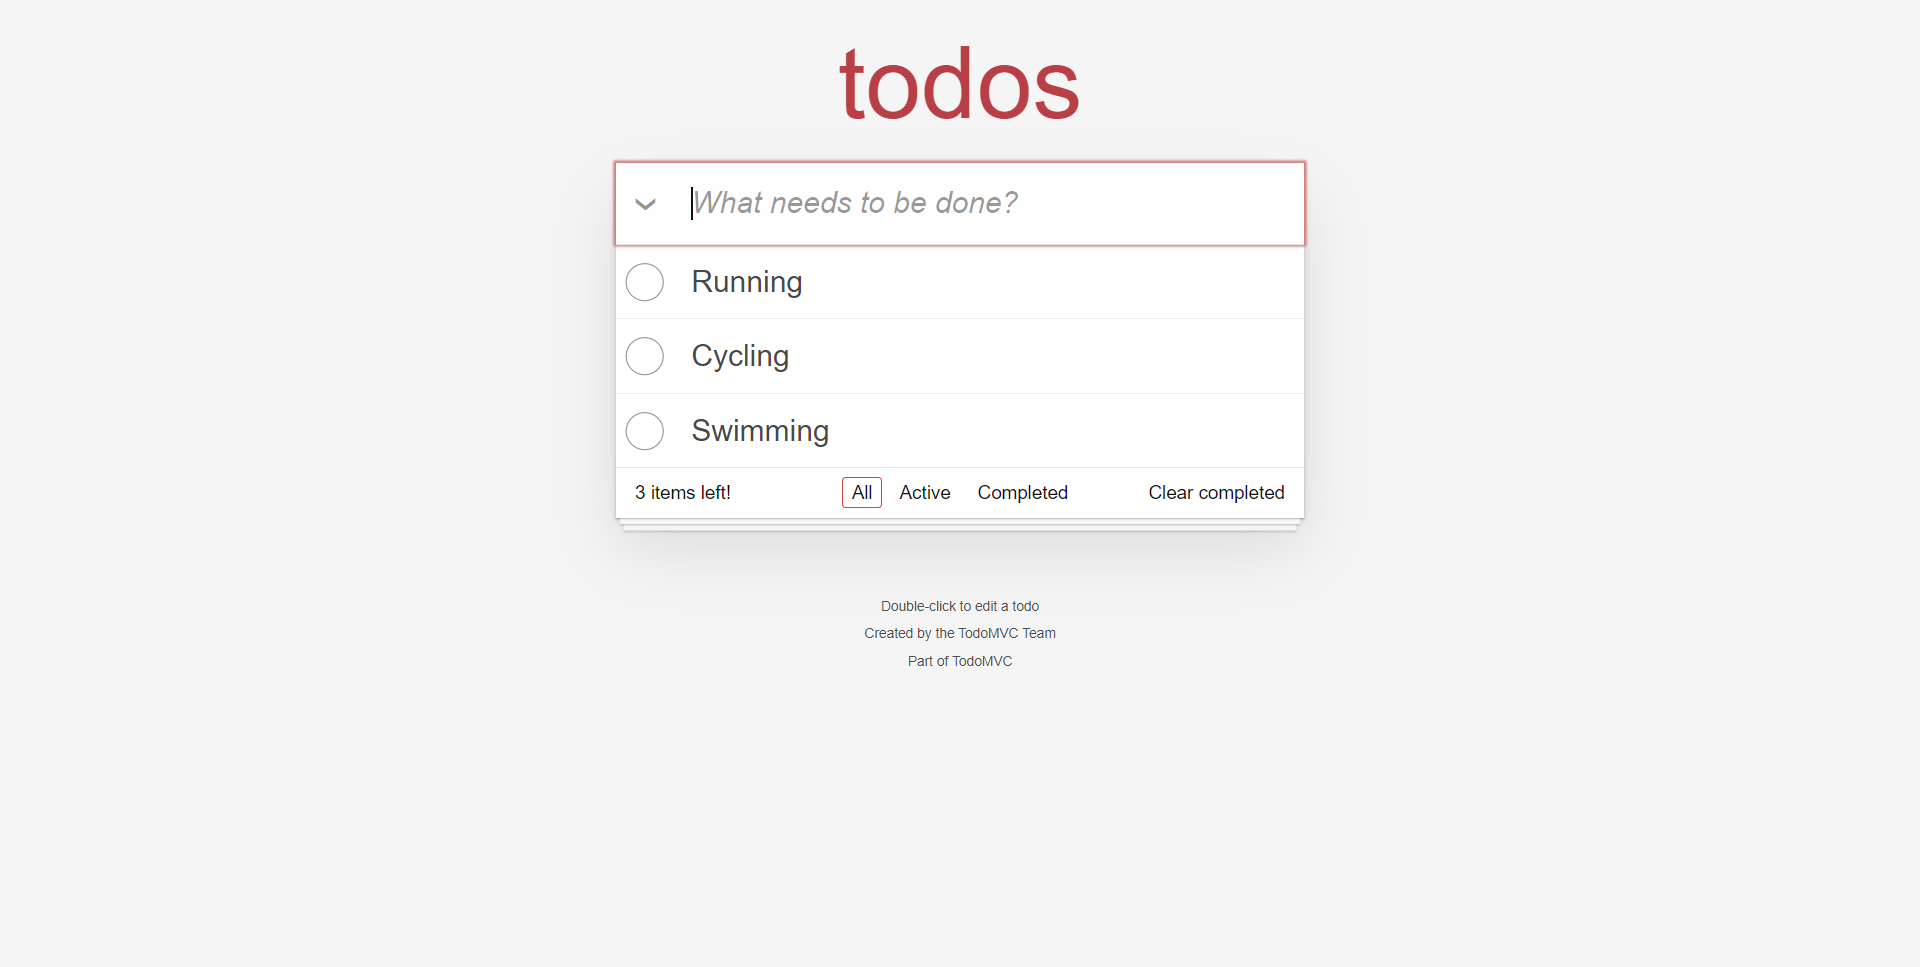 todos
What needs to be done?
Running
Cycling
Swimming
3 items left! All Active Completed Clear completed
Double-click to edit a todo
Created by the TodoMVC Team
Part of TodoMVC